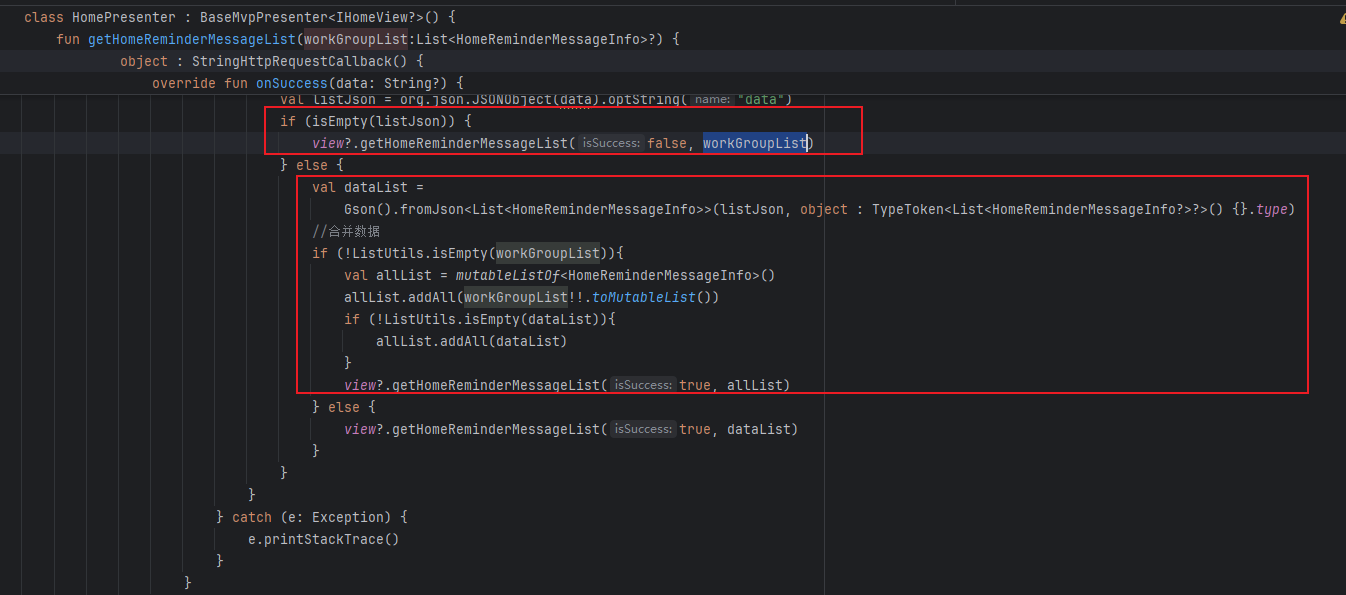 class HomePresenter : BaseMvpPresenter<IHomeView?>() {
fun getHomeReminderMessageList(workGroupList:List<HomeReminderMessageInfo>?) {
object : StringHttpRequestCallback() {
override fun onSuccess(data: String?) {
val listJson = org.json.JSONObject(data).optString( name: "data")
if (isEmpty(listJson)) {
view?.getHomeReminderMessageList( isSuccess: false, workGroupList)
} else {
val dataList =
Gson().fromJson<List<HomeReminderMessageInfo>>(listJson, object : TypeToken<List<HomeReminderMessageInfo?>?>() {}.type)
//合并数据
if (!ListUtils.isEmpty(workGroupList)){
val allList = mutableListOf<HomeReminderMessageInfo>()
allList.addAll(workGroupList!!.toMutableList())
if (!ListUtils.isEmpty(dataList)){
allList.addAll(dataList)
}
view?.getHomeReminderMessageList( isSuccess: true, allList)
} else {
view?.getHomeReminderMessageList( isSuccess: true, dataList)
}
}
}
} catch (e: Exception) {
e.printStackTrace()
}
}